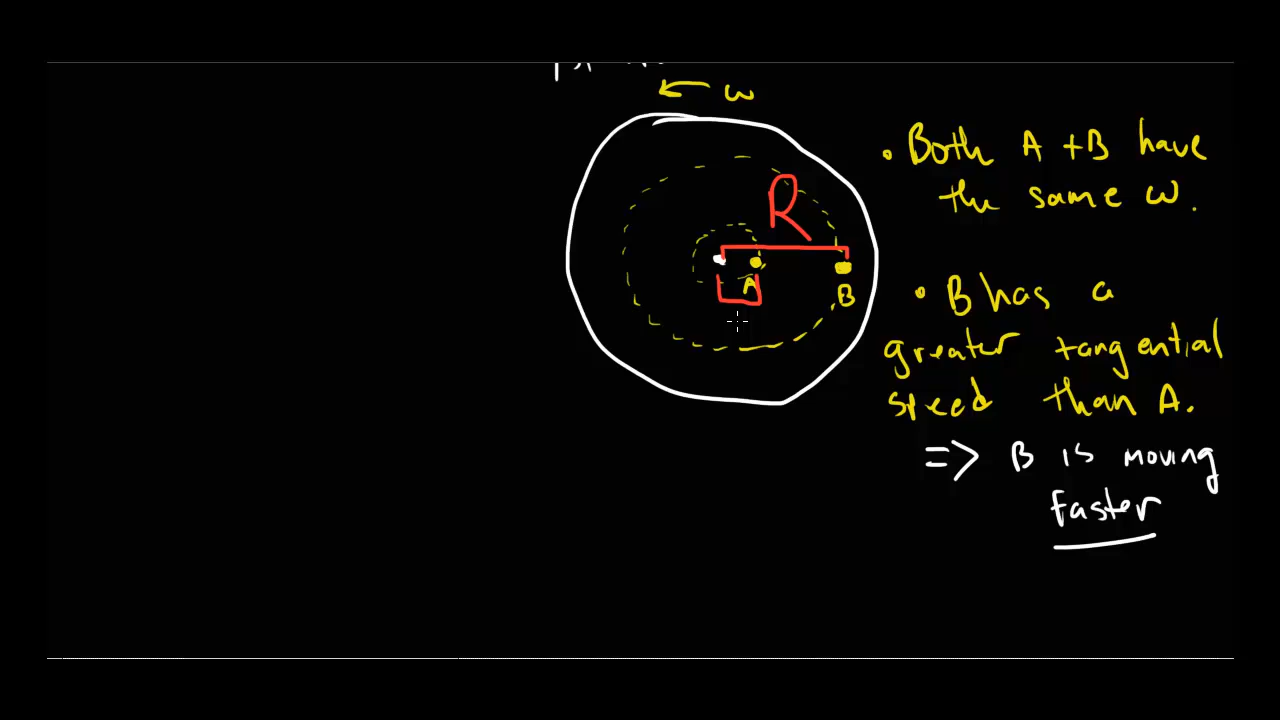 ← ω
R
A
B
• Both A + B have
the same ω.
• B has a
greater tangential
speed than A.
=> B is moving
faster